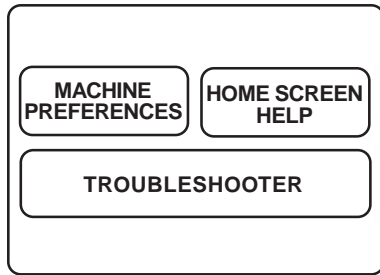 MACHINE
PREFERENCES
HOME SCREEN
HELP
TROUBLESHOOTER